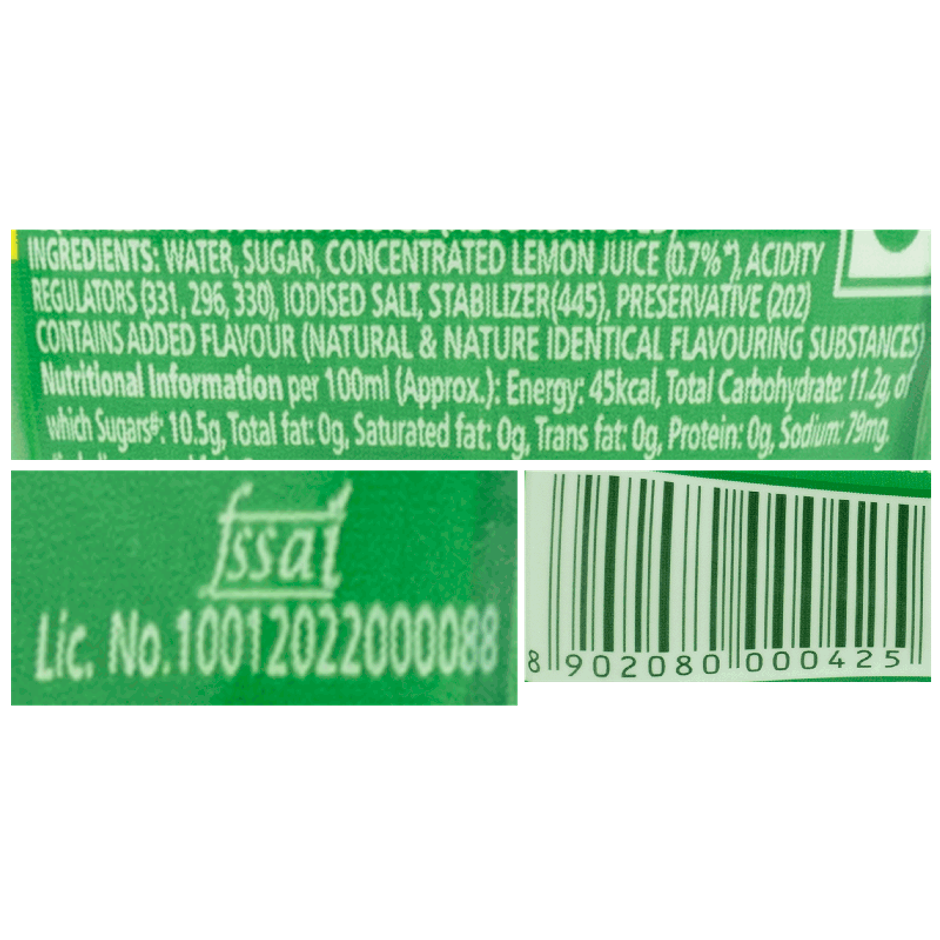 INGREDIENTS: WATER, SUGAR, CONCENTRATED LEMON JUICE (0.7%*), ACIDITY
REGULATORS (331, 296, 330), IODISED SALT, STABILIZER(445), PRESERVATIVE (202)
CONTAINS ADDED FLAVOUR (NATURAL & NATURE IDENTICAL FLAVOURING SUBSTANCES)
Nutritional Information per 100ml (Approx.): Energy: 45kcal, Total Carbohydrate: 11.2g, of
which Sugars#: 10.5g, Total fat: 0g, Saturated fat: 0g, Trans fat: 0g, Protein: 0g, Sodium: 79mg.
fssai
Lic. No. 10012022000088
8 902080 000425